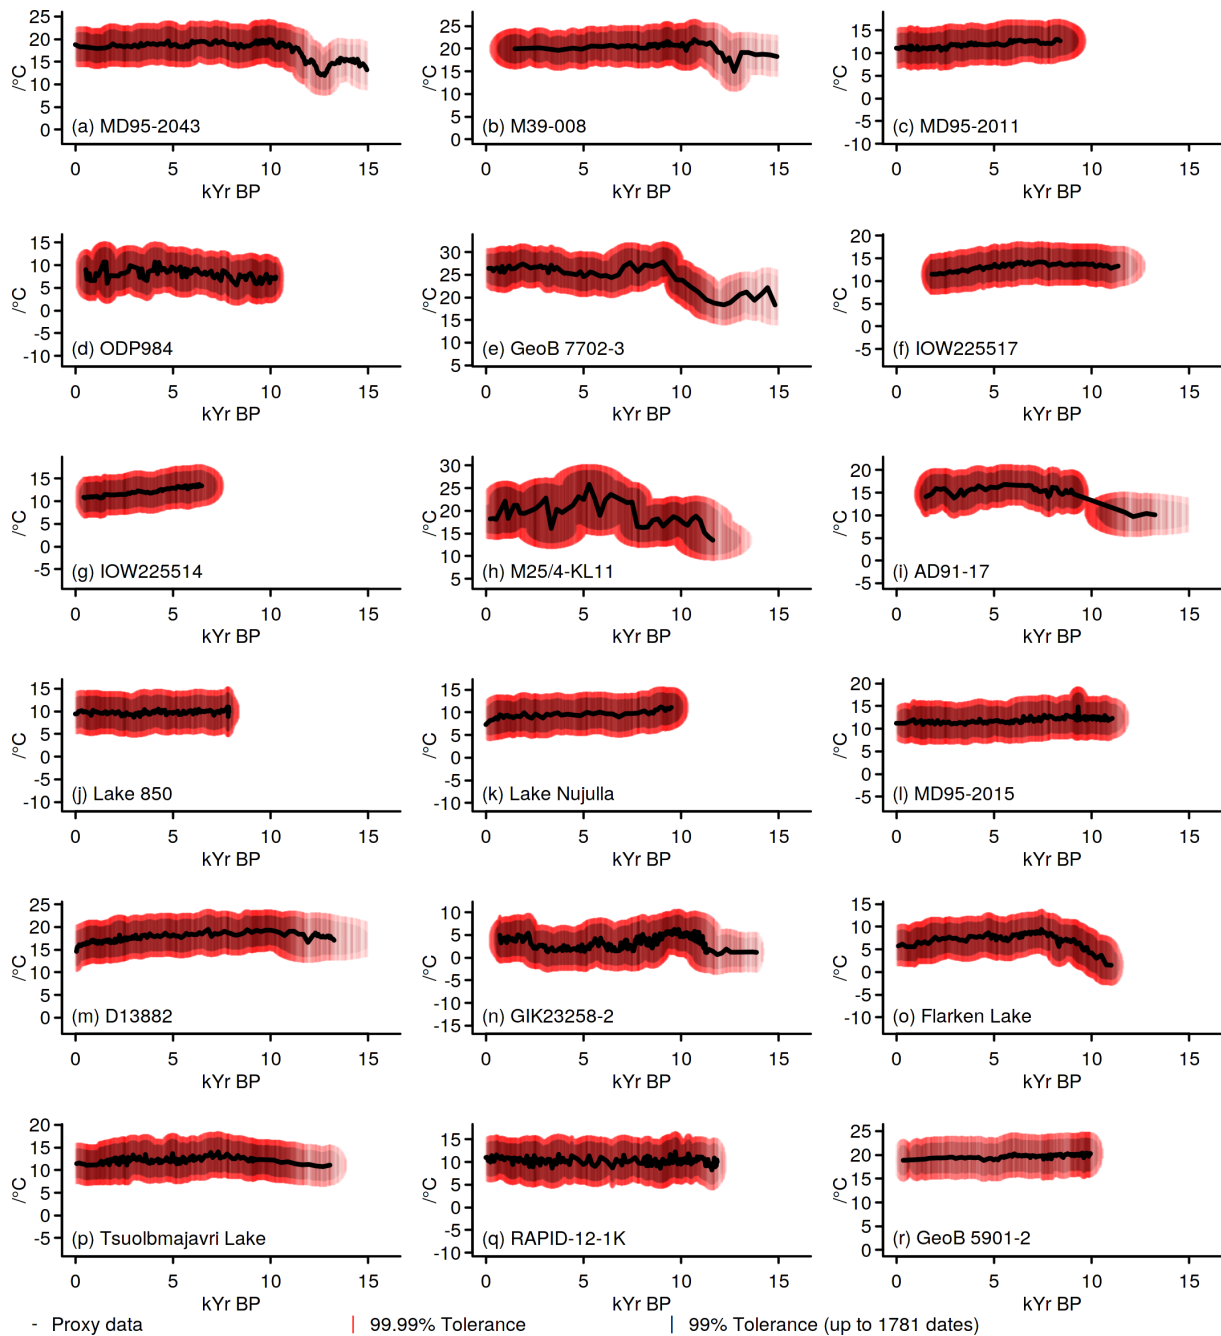 25
20
15
10
5
0
/°C
(a) MD95-2043
0 5 10 15
kYr BP
25
20
15
10
5
0
/°C
(b) M39-008
0 5 10 15
kYr BP
15
10
5
0
-5
-10
/°C
(c) MD95-2011
0 5 10 15
kYr BP
15
10
5
0
-5
-10
/°C
(d) ODP984
0 5 10 15
kYr BP
30
25
20
15
10
5
/°C
(e) GeoB 7702-3
0 5 10 15
kYr BP
20
15
10
5
0
-5
/°C
(f) IOW225517
0 5 10 15
kYr BP
15
10
5
0
-5
/°C
(g) IOW225514
0 5 10 15
kYr BP
30
25
20
15
10
5
/°C
(h) M25/4-KL11
0 5 10 15
kYr BP
20
15
10
5
0
-5
/°C
(i) AD91-17
0 5 10 15
kYr BP
15
10
5
0
-5
-10
/°C
(j) Lake 850
0 5 10 15
kYr BP
15
10
5
0
-5
-10
/°C
(k) Lake Nujulla
0 5 10 15
kYr BP
20
15
10
5
0
-5
/°C
(l) MD95-2015
0 5 10 15
kYr BP
25
20
15
10
5
0
/°C
(m) D13882
0 5 10 15
kYr BP
10
5
0
-5
-10
-15
/°C
(n) GIK23258-2
0 5 10 15
kYr BP
15
10
5
0
-5
-10
/°C
(o) Flarken Lake
0 5 10 15
kYr BP
20
15
10
5
0
-5
/°C
(p) Tsuolbmajavri Lake
0 5 10 15
kYr BP
15
10
5
0
-5
-10
/°C
(q) RAPID-12-1K
0 5 10 15
kYr BP
25
20
15
10
5
0
/°C
(r) GeoB 5901-2
0 5 10 15
kYr BP
- Proxy data | 99.99% Tolerance | 99% Tolerance (up to 1781 dates)